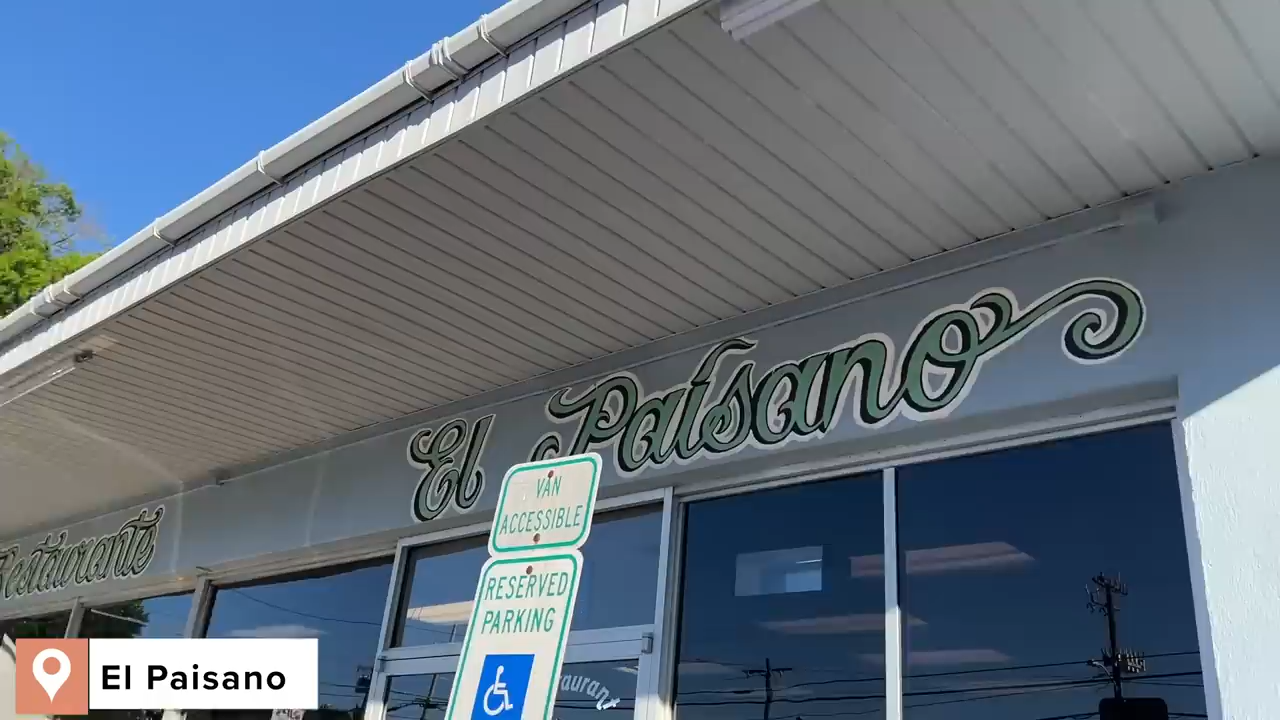 Restaurante
El Paisano
VAN
ACCESSIBLE
RESERVED
PARKING
El Paisano